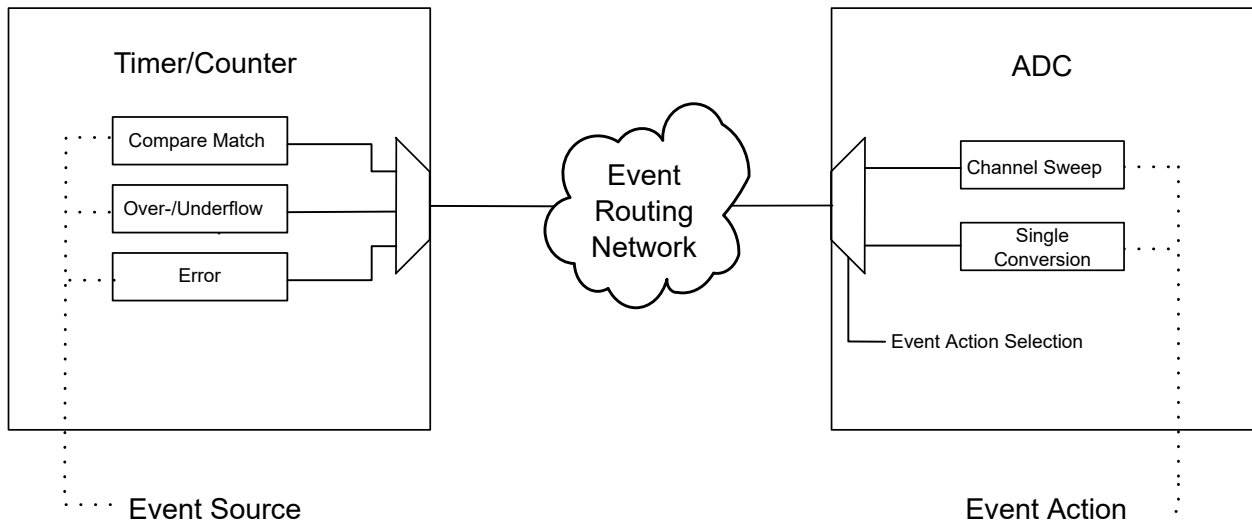 Timer/Counter
Compare Match
Over-/Underflow
Error
Event
Routing
Network
ADC
Channel Sweep
Single
Conversion
Event Action Selection
Event Source
Event Action